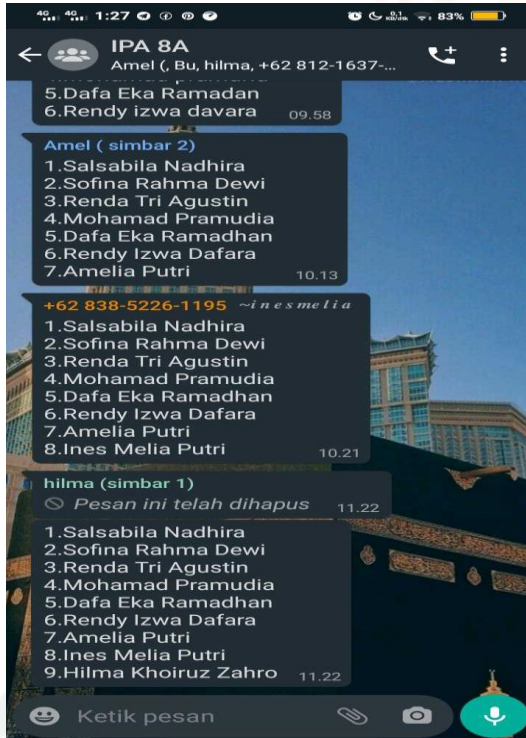 4G 4G 1:27 0,1 KB/dtk 83%
IPA 8A
Amel (, Bu, hilma, +62 812-1637-...
5.Dafa Eka Ramadan
6.Rendy izwa davara 09.58
Amel ( simbar 2)
1.Salsabila Nadhira
2.Sofina Rahma Dewi
3.Renda Tri Agustin
4.Mohamad Pramudia
5.Dafa Eka Ramadhan
6.Rendy Izwa Dafara
7.Amelia Putri
10.13
+62 838-5226-1195 ~inesmelia
1.Salsabila Nadhira
2.Sofina Rahma Dewi
3.Renda Tri Agustin
4.Mohamad Pramudia
5.Dafa Eka Ramadhan
6.Rendy Izwa Dafara
7.Amelia Putri
8.Ines Melia Putri 10.21
hilma (simbar 1)
Pesan ini telah dihapus 11.22
1.Salsabila Nadhira
2.Sofina Rahma Dewi
3.Renda Tri Agustin
4.Mohamad Pramudia
5.Dafa Eka Ramadhan
6.Rendy Izwa Dafara
7.Amelia Putri
8.Ines Melia Putri
9.Hilma Khoiruz Zahro 11.22
Ketik pesan